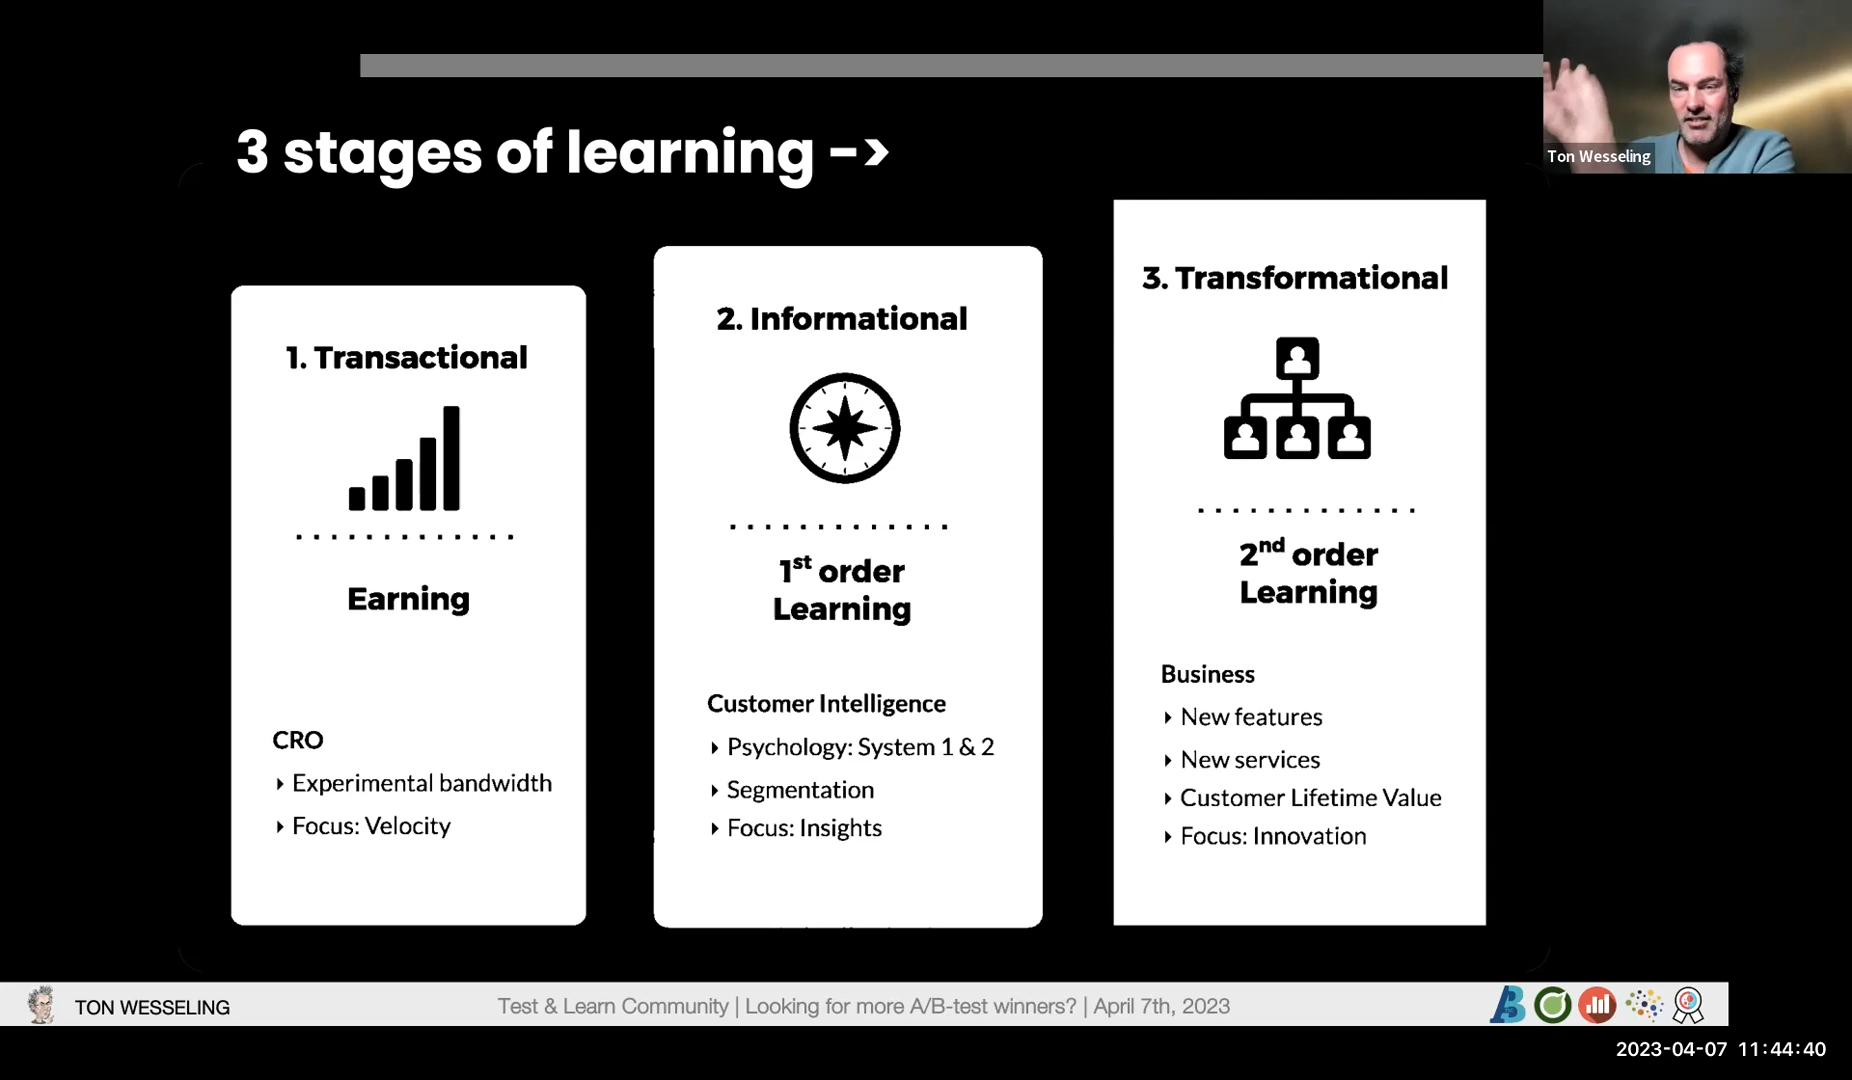 3 stages of learning ->
Ton Wesseling
1. Transactional
Earning
CRO
Experimental bandwidth
Focus: Velocity
2. Informational
1st order
Learning
Customer Intelligence
Psychology: System 1 & 2
Segmentation
Focus: Insights
3. Transformational
2nd order
Learning
Business
New features
New services
Customer Lifetime Value
Focus: Innovation
TON WESSELING
Test & Learn Community | Looking for more A/B-test winners? | April 7th, 2023
2023-04-07 11:44:40